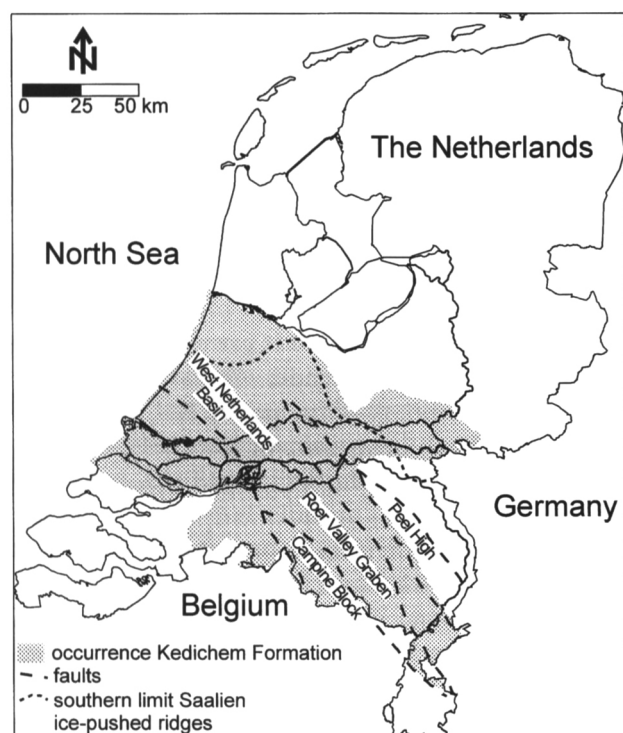 N
0 25 50 km
The Netherlands
North Sea
West Netherlands
Basin
Germany
Peel High
Roer Valley Graben
Campine Block
Belgium
occurrence Kedichem Formation
faults
southern limit Saalien
ice-pushed ridges